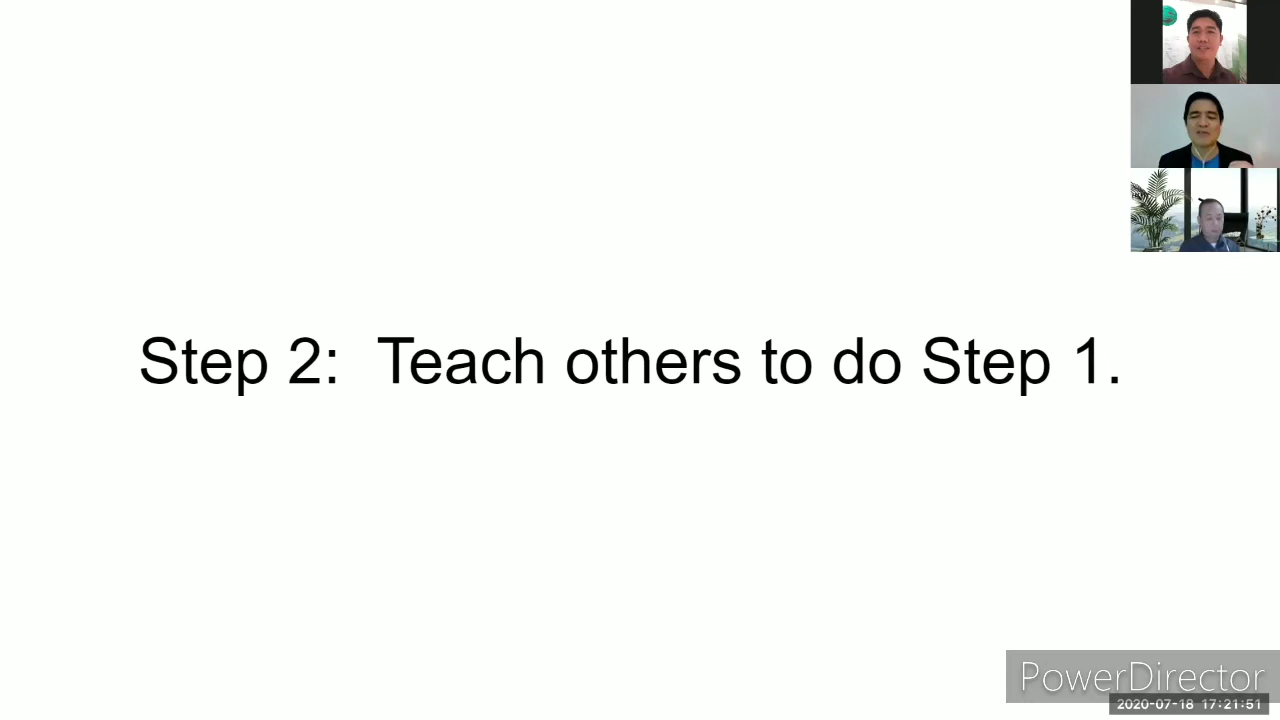 Step 2:  Teach others to do Step 1.
PowerDirector
2020-07-18 17:21:51